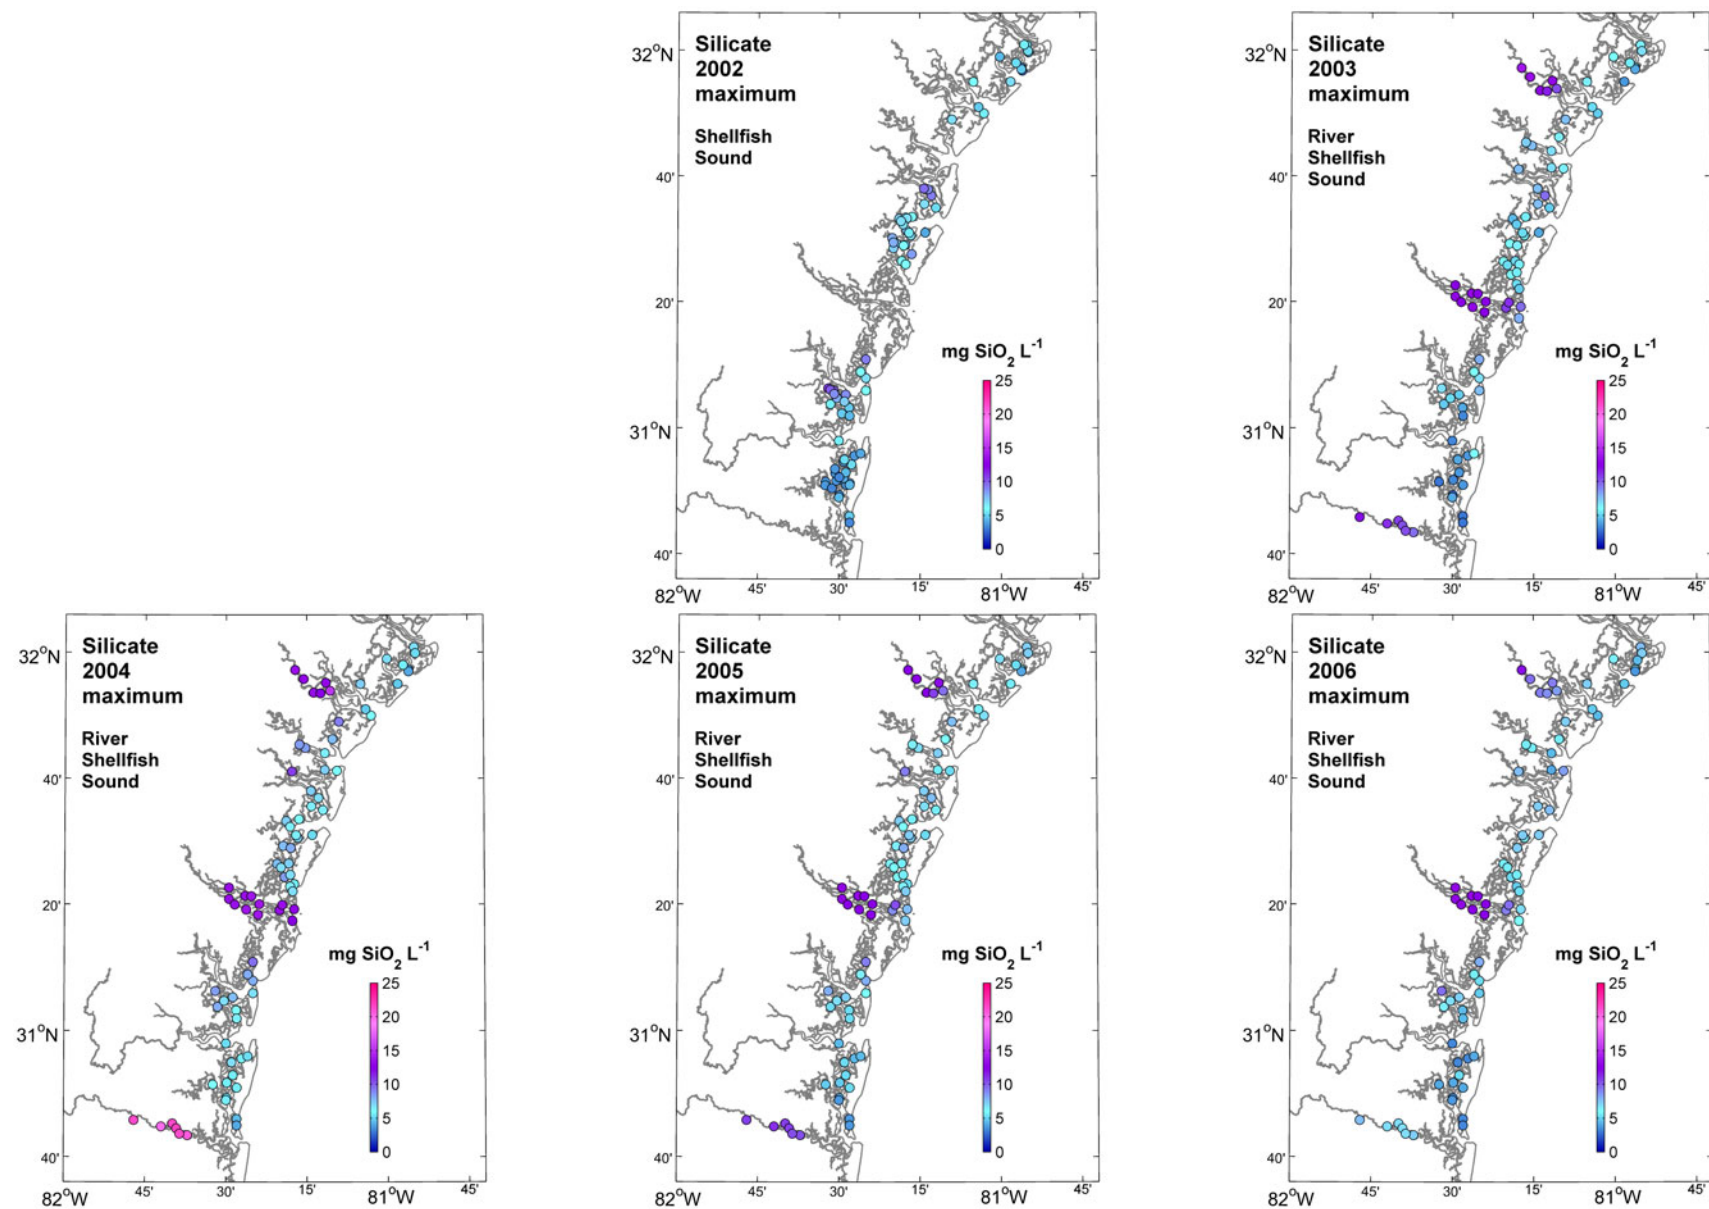 Silicate
2002
maximum
Shellfish
Sound
32°N
40'
20'
31°N
40'
mg SiO2 L-1
25
20
15
10
5
0
82°W
45'
30'
15'
81°W
45'
Silicate
2003
maximum
River
Shellfish
Sound
32°N
40'
20'
31°N
40'
mg SiO2 L-1
25
20
15
10
5
0
82°W
45'
30'
15'
81°W
45'
Silicate
2004
maximum
River
Shellfish
Sound
32°N
40'
20'
31°N
40'
mg SiO2 L-1
25
20
15
10
5
0
82°W
45'
30'
15'
81°W
45'
Silicate
2005
maximum
River
Shellfish
Sound
32°N
40'
20'
31°N
40'
mg SiO2 L-1
25
20
15
10
5
0
82°W
45'
30'
15'
81°W
45'
Silicate
2006
maximum
River
Shellfish
Sound
32°N
40'
20'
31°N
40'
mg SiO2 L-1
25
20
15
10
5
0
82°W
45'
30'
15'
81°W
45'